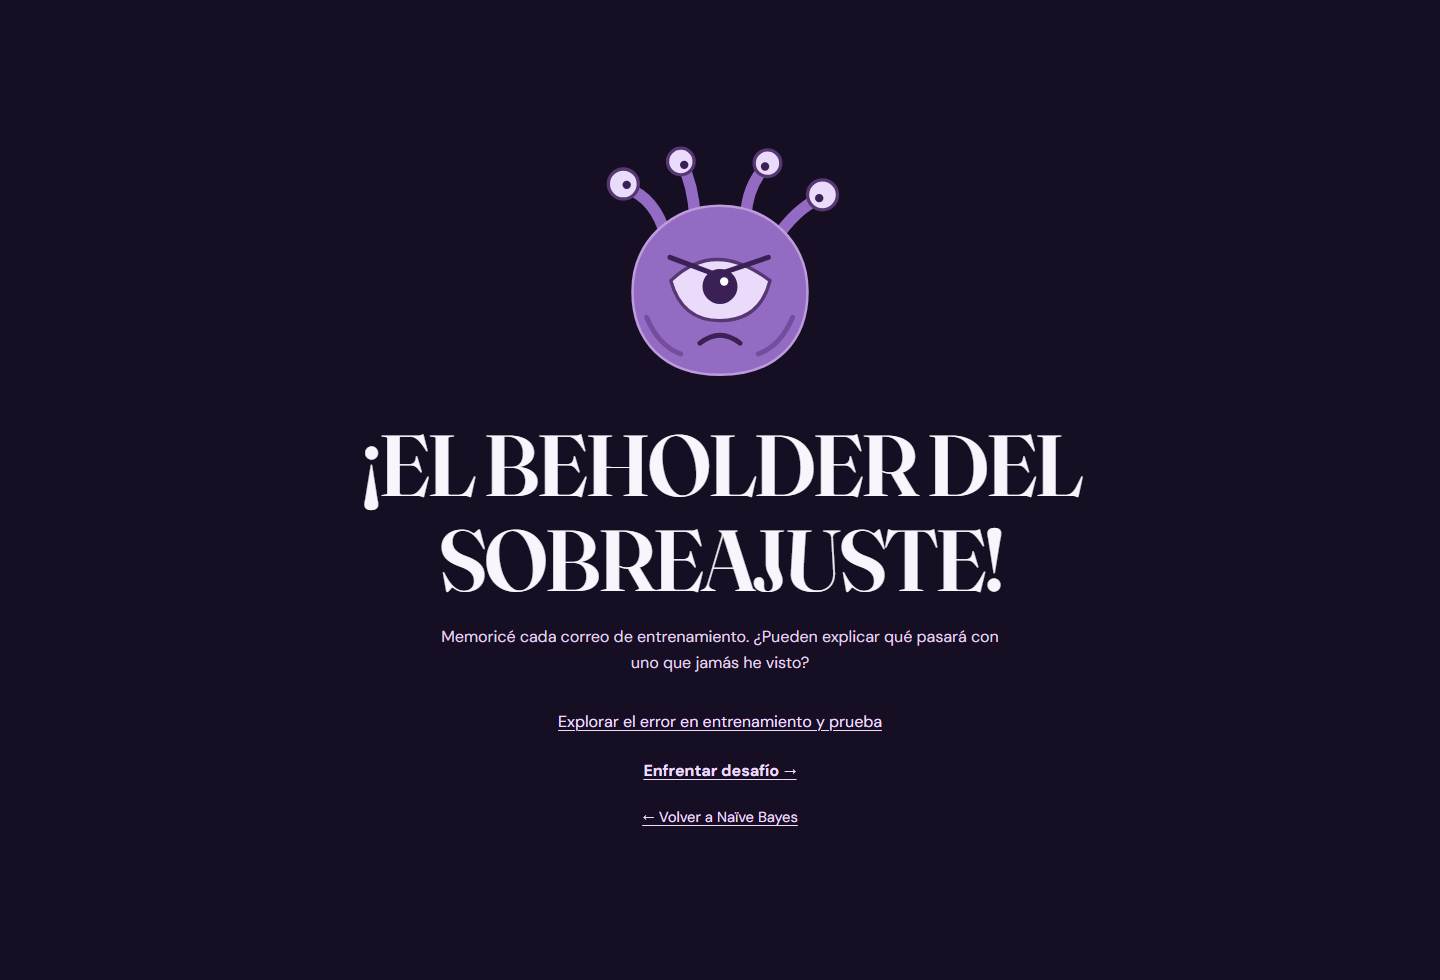 ¡EL BEHOLDER DEL
SOBREAJUSTE!
Memoricé cada correo de entrenamiento. ¿Pueden explicar qué pasará con
uno que jamás he visto?
Explorar el error en entrenamiento y prueba
Enfrentar desafío →
← Volver a Naïve Bayes